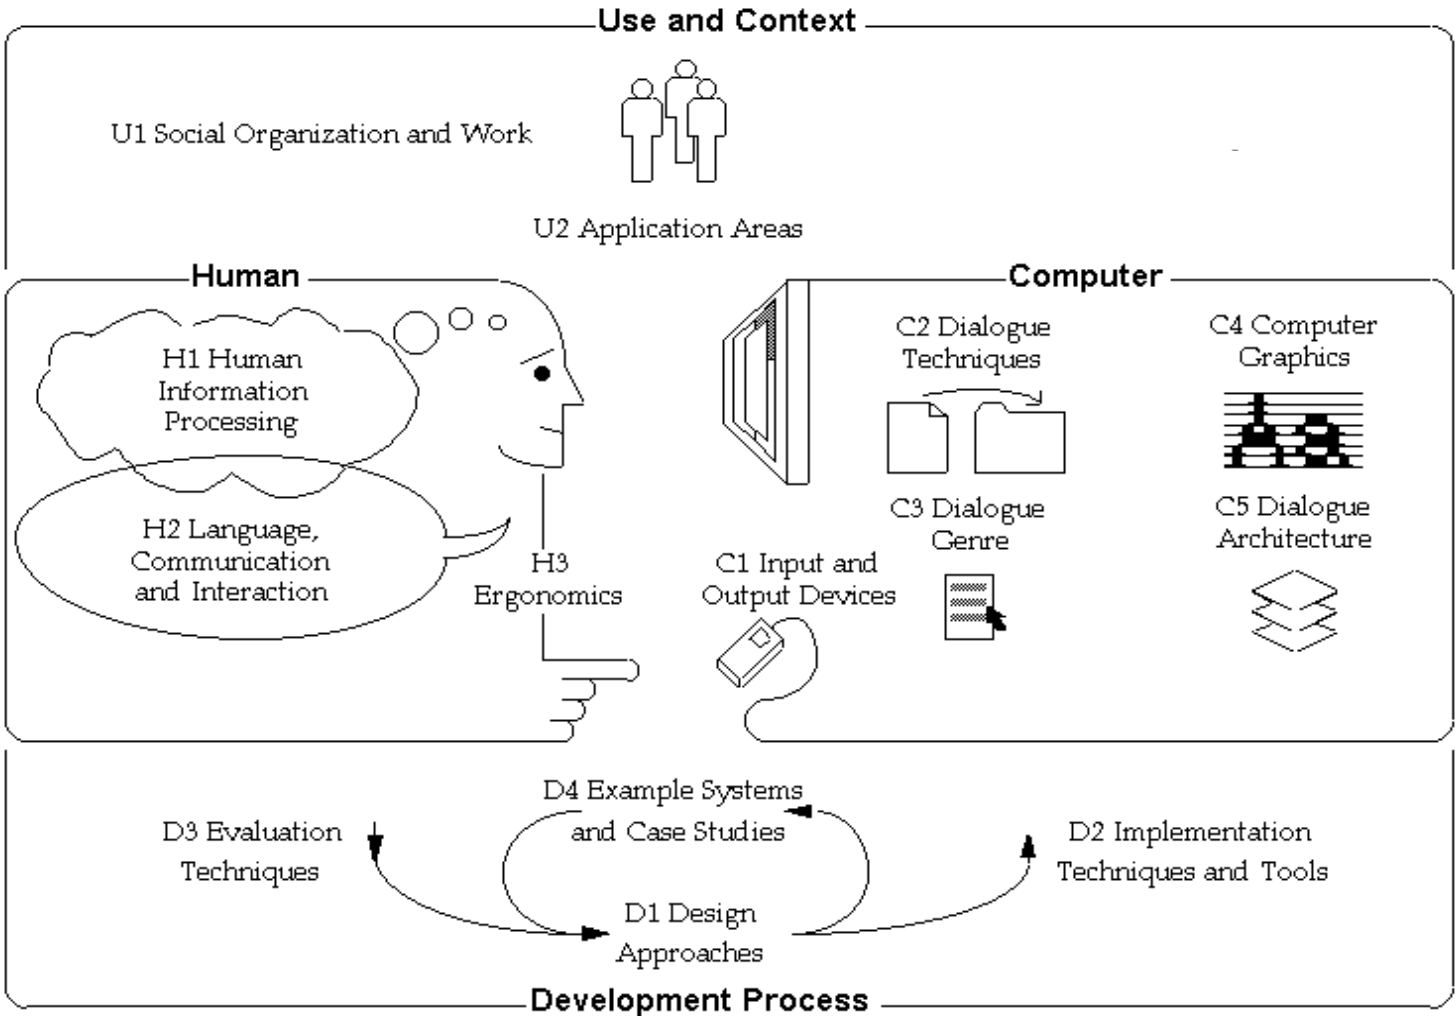 Use and Context
U1 Social Organization and Work
U2 Application Areas
Human
H1 Human
Information
Processing
H2 Language,
Communication
and Interaction
H3
Ergonomics
Computer
C2 Dialogue
Techniques
C4 Computer
Graphics
C3 Dialogue
Genre
C5 Dialogue
Architecture
C1 Input and
Output Devices
D4 Example Systems
and Case Studies
D3 Evaluation
Techniques
D2 Implementation
Techniques and Tools
D1 Design
Approaches
Development Process